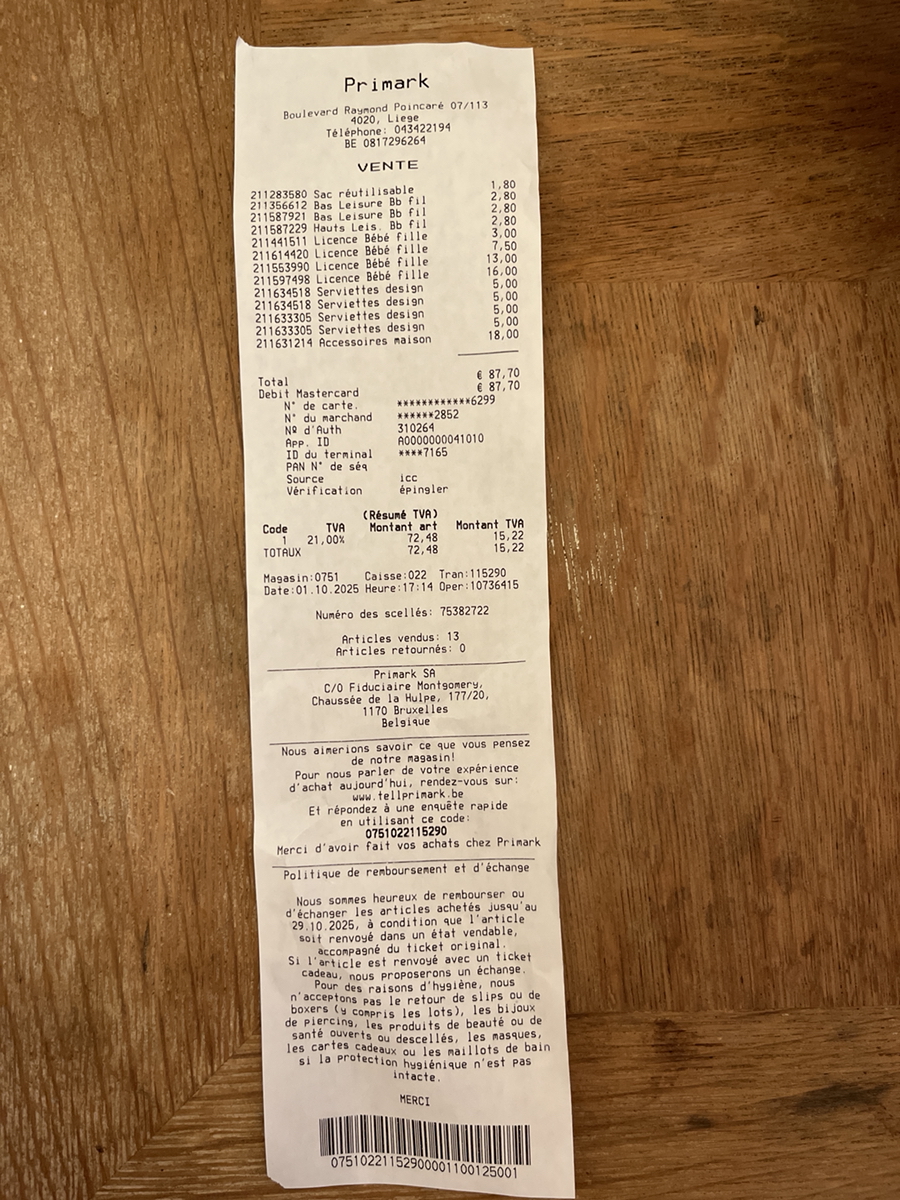 Primark
Boulevard Raymond Poincaré 07/113
4020, Liege
Téléphone: 043422194
BE 0817296264
VENTE
211283580 Sac réutilisable 1,80
211356612 Bas Leisure Bb fil 2,80
211587921 Bas Leisure Bb fil 2,80
211587229 Hauts Leis. Bb fil 2,80
211441511 Licence Bébé fille 3,00
211614420 Licence Bébé fille 7,50
211553990 Licence Bébé fille 13,00
211597498 Licence Bébé fille 16,00
211634518 Serviettes design 5,00
211634518 Serviettes design 5,00
211633305 Serviettes design 5,00
211633305 Serviettes design 5,00
211631214 Accessoires maison 18,00
Total € 87,70
Debit Mastercard € 87,70
N° de carte. ************6299
N° du marchand ******2852
Nº d'Auth 310264
App. ID A0000000041010
ID du terminal ****7165
PAN N° de séq
Source icc
Vérification épingler
(Résumé TVA)
Code TVA Montant art Montant TVA
1 21,00% 72,48 15,22
TOTAUX 72,48 15,22
Magasin:0751 Caisse:022 Tran:115290
Date:01.10.2025 Heure:17:14 Oper:10736415
Numéro des scellés: 75382722
Articles vendus: 13
Articles retournés: 0
Primark SA
C/O Fiduciaire Montgomery,
Chaussée de la Hulpe, 177/20,
1170 Bruxelles
Belgique
Nous aimerions savoir ce que vous pensez
de notre magasin!
Pour nous parler de votre expérience
d'achat aujourd'hui, rendez-vous sur:
www.tellprimark.be
Et répondez à une enquête rapide
en utilisant ce code:
0751022115290
Merci d'avoir fait vos achats chez Primark
Politique de remboursement et d'échange
Nous sommes heureux de rembourser ou
d'échanger les articles achetés jusqu'au
29.10.2025, à condition que l'article
soit renvoyé dans un état vendable,
accompagné du ticket original.
Si l'article est renvoyé avec un ticket
cadeau, nous proposerons un échange.
Pour des raisons d'hygiène, nous
n'acceptons pas le retour de slips ou de
boxers (y compris les lots), les bijoux
de piercing, les produits de beauté ou de
santé ouverts ou descellés, les masques,
les cartes cadeaux ou les maillots de bain
si la protection hygiénique n'est pas
intacte.
MERCI
07510221152900001100125001